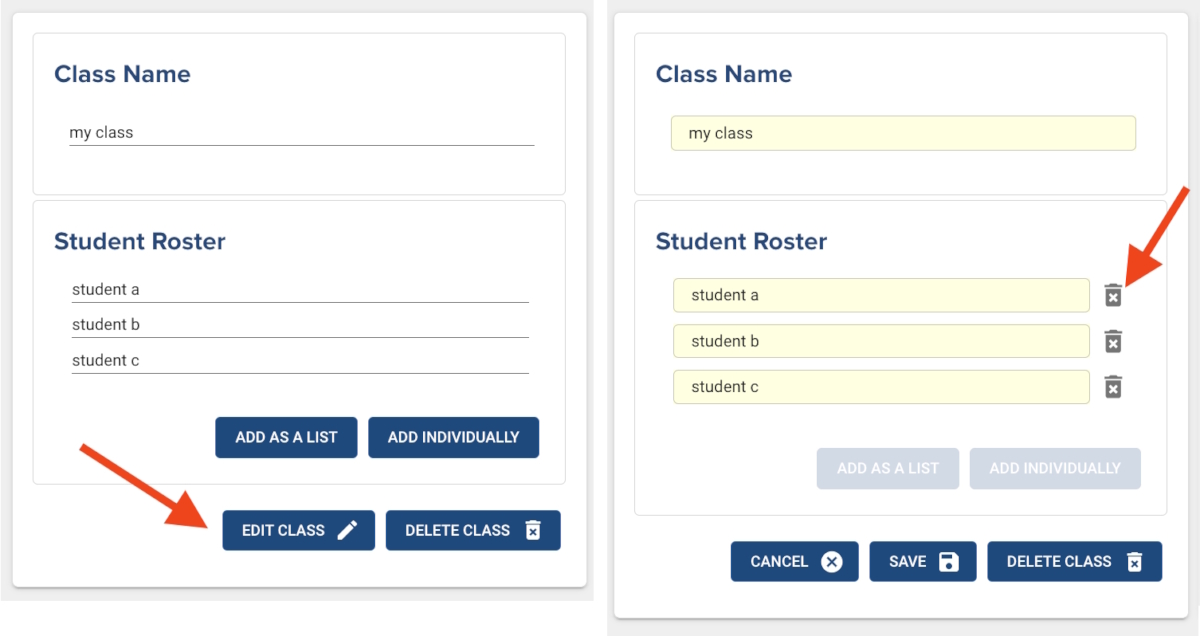 Class Name
my class
Student Roster
student a
student b
student c
ADD AS A LIST
ADD INDIVIDUALLY
EDIT CLASS
DELETE CLASS
Class Name
my class
Student Roster
student a
student b
student c
ADD AS A LIST
ADD INDIVIDUALLY
CANCEL
SAVE
DELETE CLASS